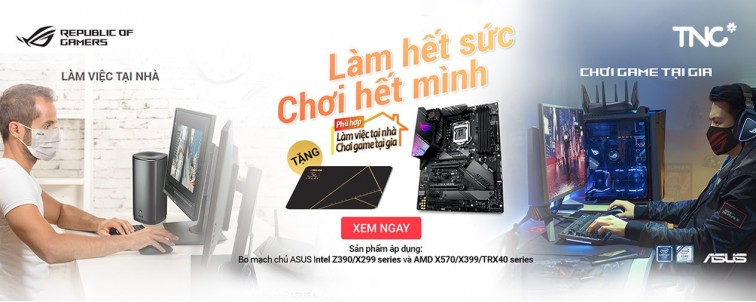 REPUBLIC OF
GAMERS
LÀM VIỆC TẠI NHÀ
Làm hết sức
Chơi hết mình
Phù hợp
Làm việc tại nhà
Chơi game tại gia
TẶNG
XEM NGAY
Sản phẩm áp dụng:
Bo mạch chủ ASUS Intel Z390/X299 series và AMD X570/X399/TRX40 series
TNC
CHƠI GAME TẠI GIA
ASUS